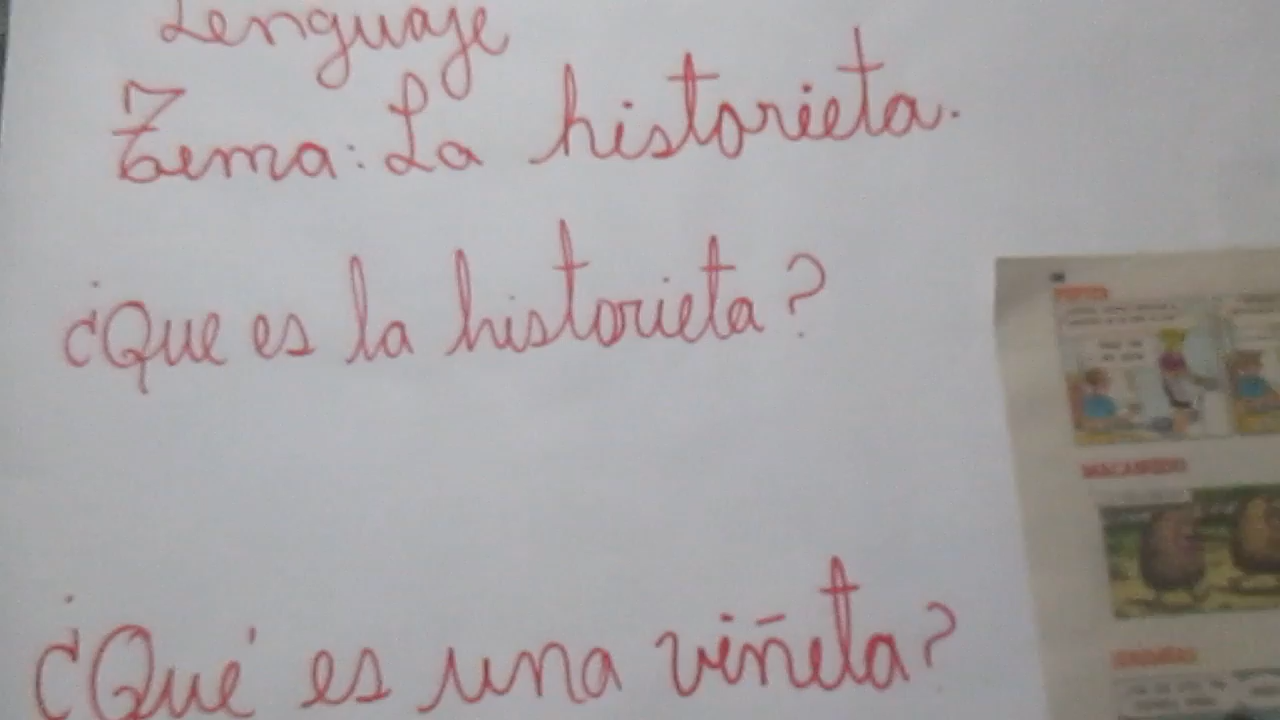 Lenguaje
Tema: La historieta.
¿Que es la historieta?
¿Qué es una viñeta?